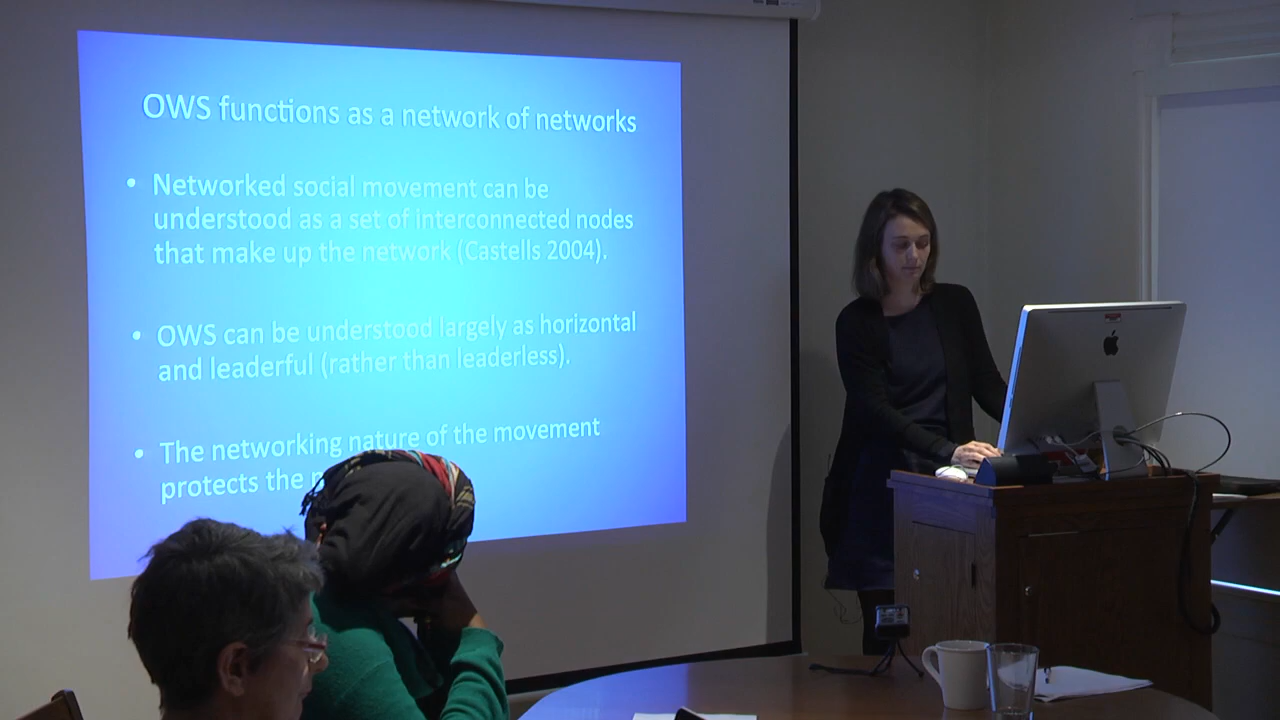 OWS functions as a network of networks
• Networked social movement can be
understood as a set of interconnected nodes
that make up the network (Castells 2004).
• OWS can be understood largely as horizontal
and leaderful (rather than leaderless).
• The networking nature of the movement
protects the